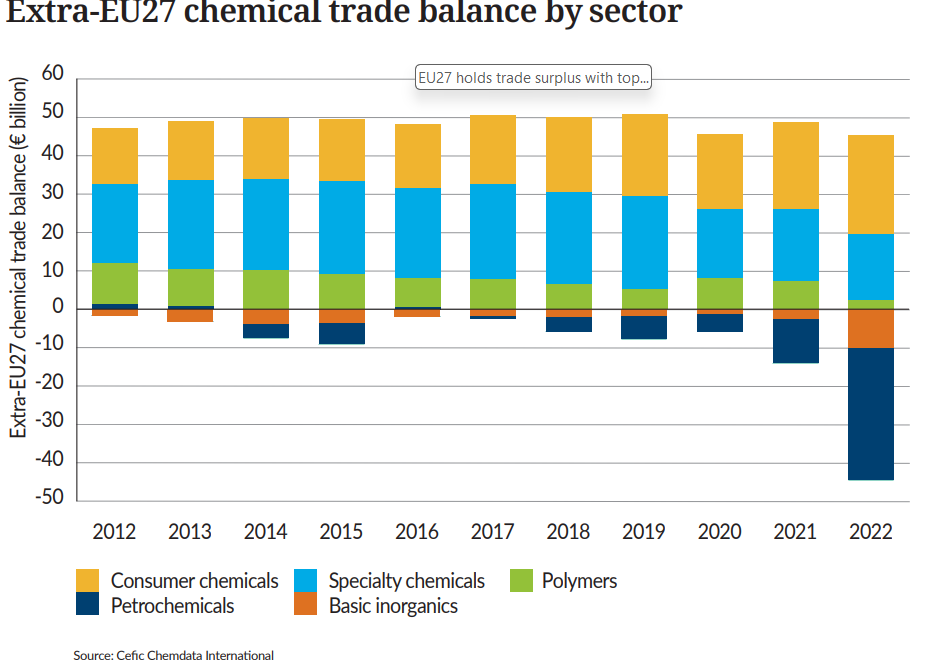 Extra-EU27 chemical trade balance by sector
EU27 holds trade surplus with top...
Extra-EU27 chemical trade balance (€ billion)
60
50
40
30
20
10
0
-10
-20
-30
-40
-50
2012 2013 2014 2015 2016 2017 2018 2019 2020 2021 2022
Consumer chemicals Specialty chemicals Polymers
Petrochemicals Basic inorganics
Source: Cefic Chemdata International